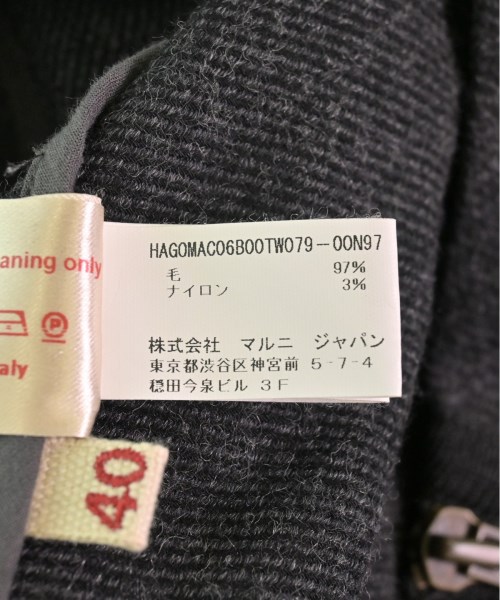 HAGOMAC06B00TW079-00N97
毛 97%
ナイロン 3%
株式会社 マルニ ジャパン
東京都渋谷区神宮前 5-7-4
穏田今泉ビル 3F
eaning only
P
aly
40